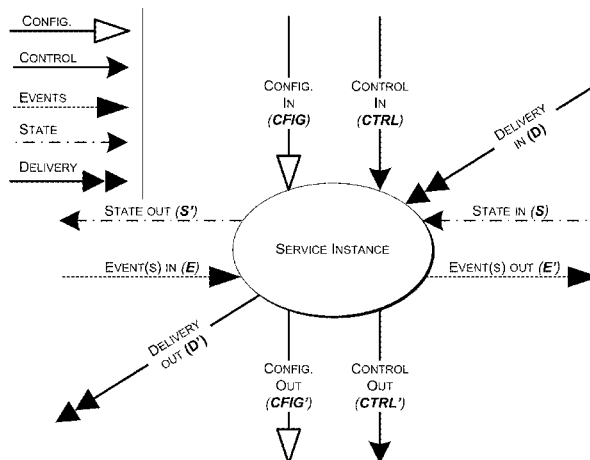 CONFIG.
CONTROL
EVENTS
STATE
DELIVERY
CONFIG.
IN
(CFIG)
CONTROL
IN
(CTRL)
DELIVERY
IN (D)
STATE OUT (S')
STATE IN (S)
SERVICE INSTANCE
EVENT(S) IN (E)
EVENT(S) OUT (E')
DELIVERY
OUT (D')
CONFIG.
OUT
(CFIG')
CONTROL
OUT
(CTRL')